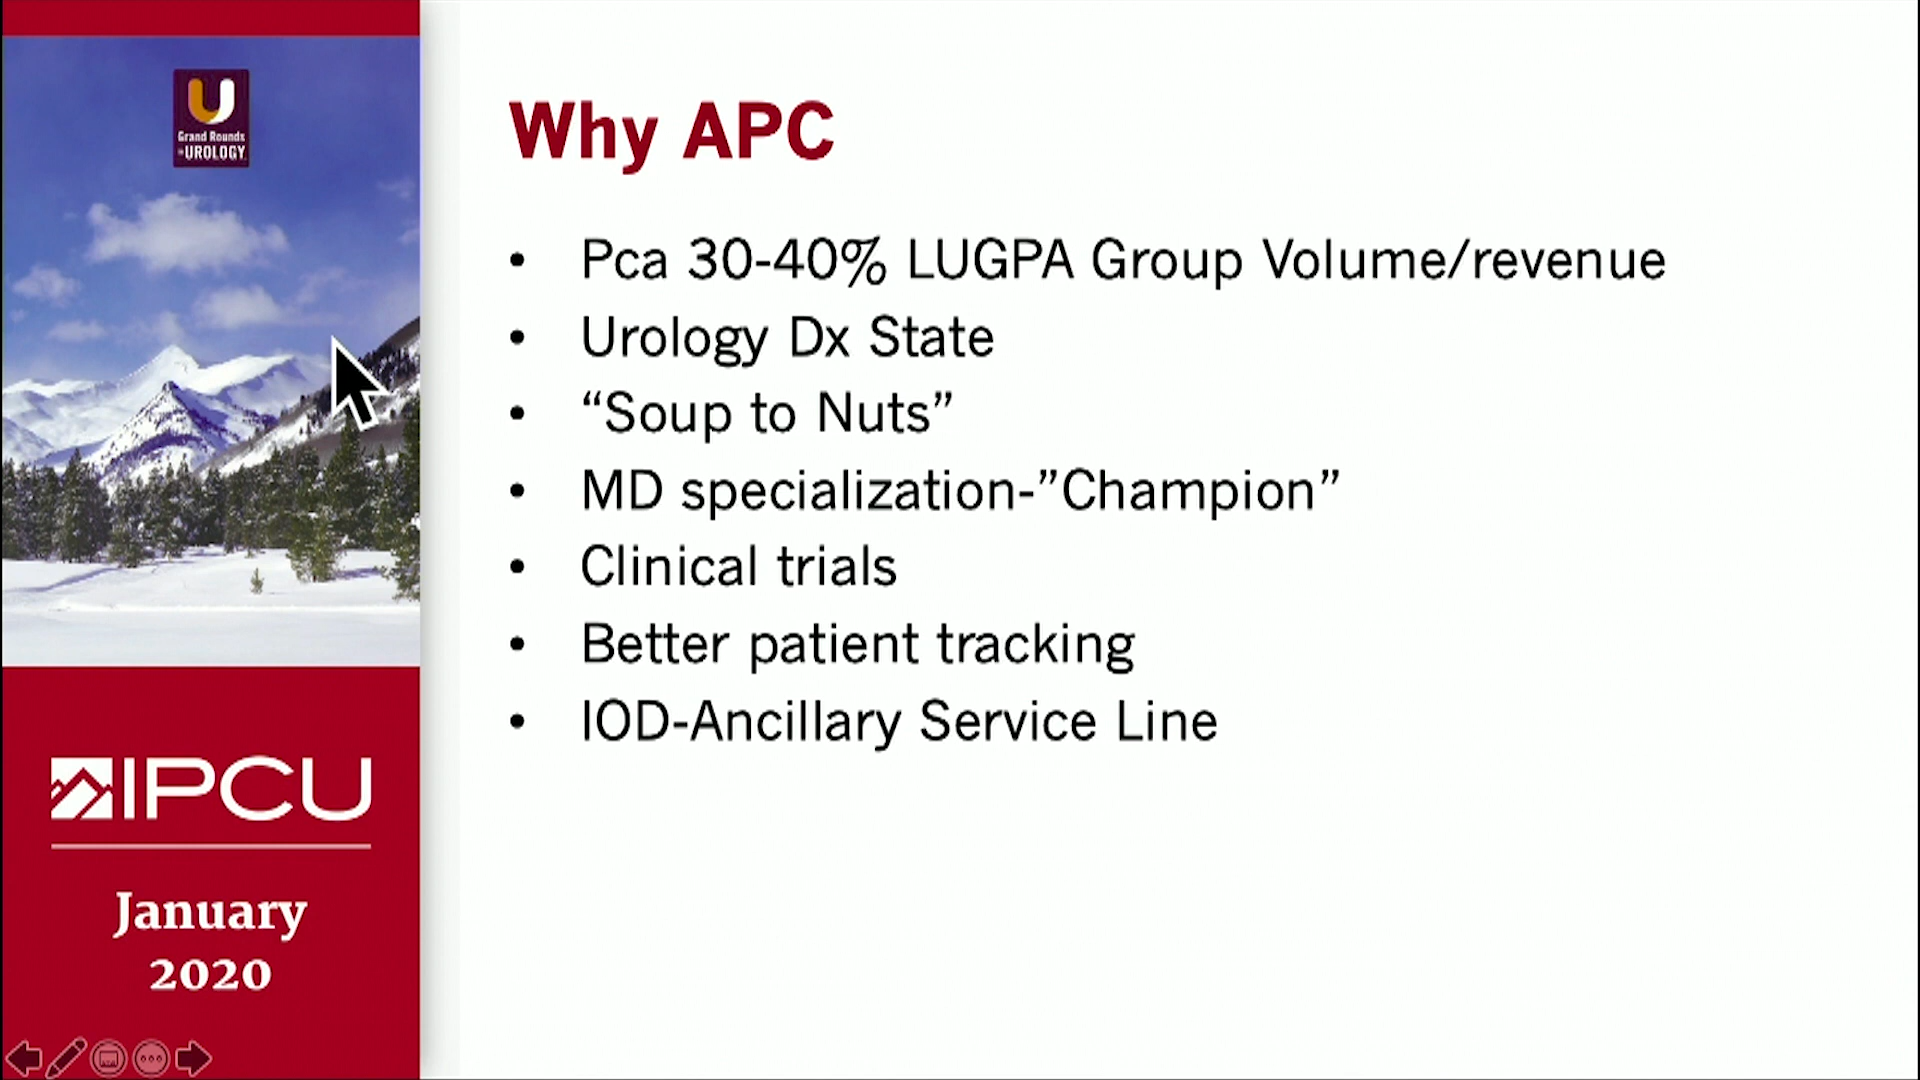 Grand Rounds
in UROLOGY
IPCU
January
2020
Why APC
• Pca 30-40% LUGPA Group Volume/revenue
• Urology Dx State
• “Soup to Nuts”
• MD specialization-”Champion”
• Clinical trials
• Better patient tracking
• IOD-Ancillary Service Line